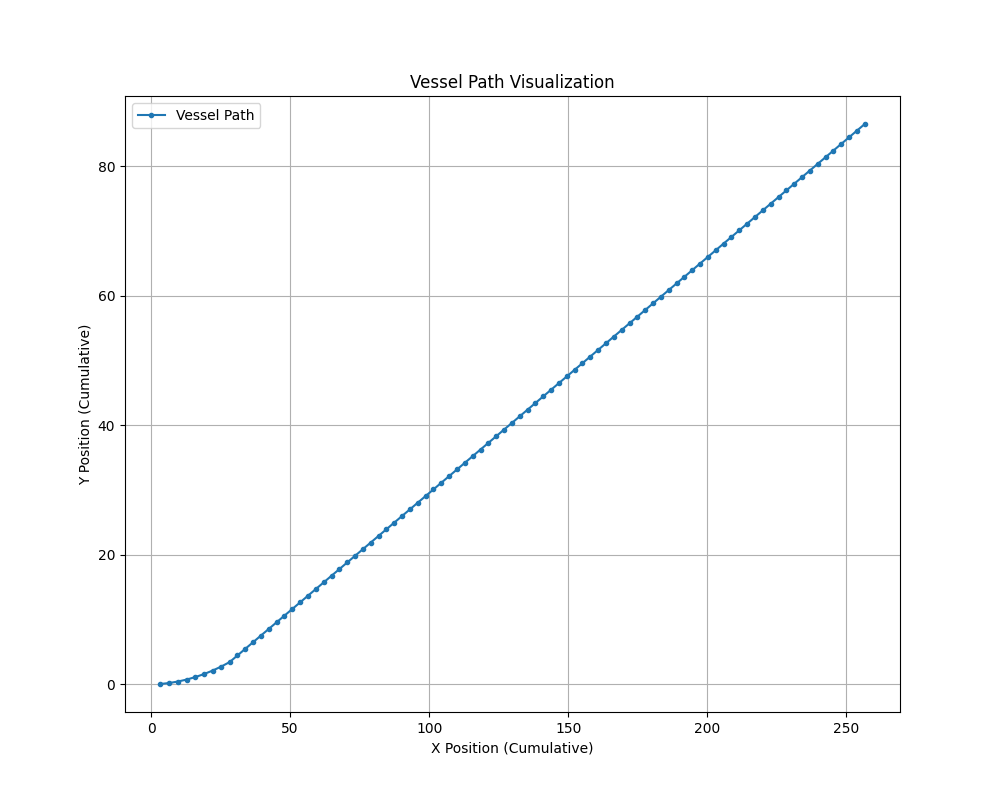 Vessel Path Visualization
Vessel Path
Y Position (Cumulative)
80
60
40
20
0
0 50 100 150 200 250
X Position (Cumulative)